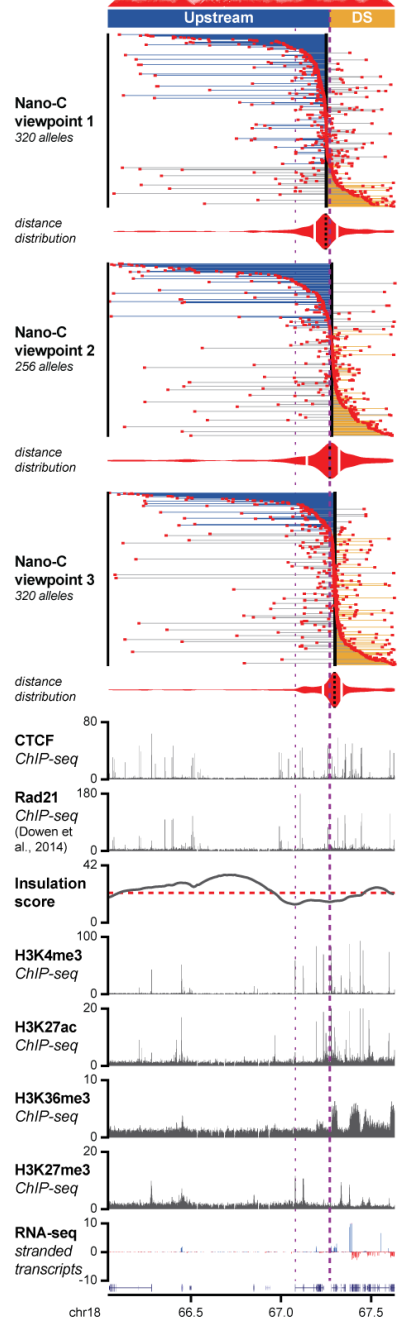 Upstream DS
Nano-C
viewpoint 1
320 alleles
distance
distribution
Nano-C
viewpoint 2
256 alleles
distance
distribution
Nano-C
viewpoint 3
320 alleles
distance
distribution
80
CTCF
ChIP-seq
0
180
Rad21
ChIP-seq
(Dowen
et al., 2014)
0
42
Insulation
score
0
100
H3K4me3
ChIP-seq
0
20
H3K27ac
ChIP-seq
0
10
H3K36me3
ChIP-seq
0
20
H3K27me3
ChIP-seq
0
10
RNA-seq
stranded 0
transcripts
-10
chr18 66.5 67.0 67.5